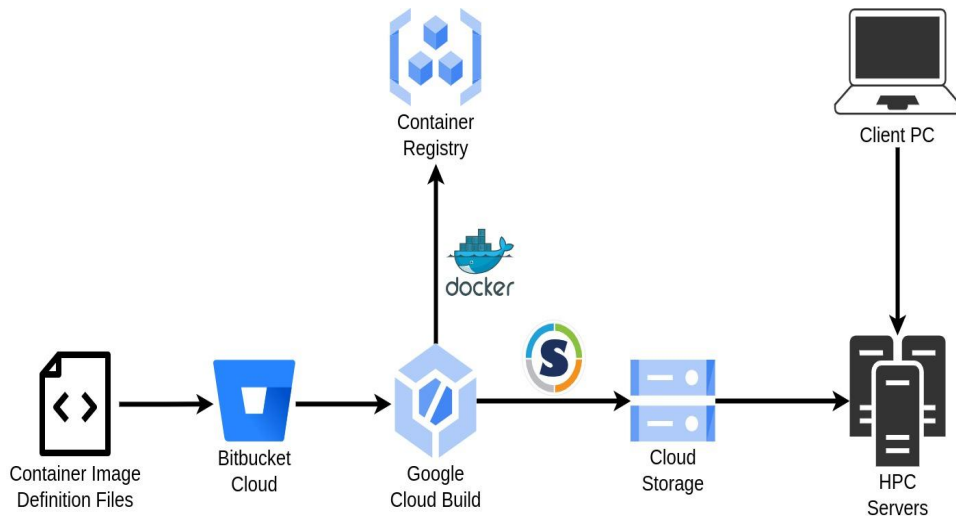 Container
Registry
Client PC
docker
S
Container Image
Definition Files
Bitbucket
Cloud
Google
Cloud Build
Cloud
Storage
HPC
Servers